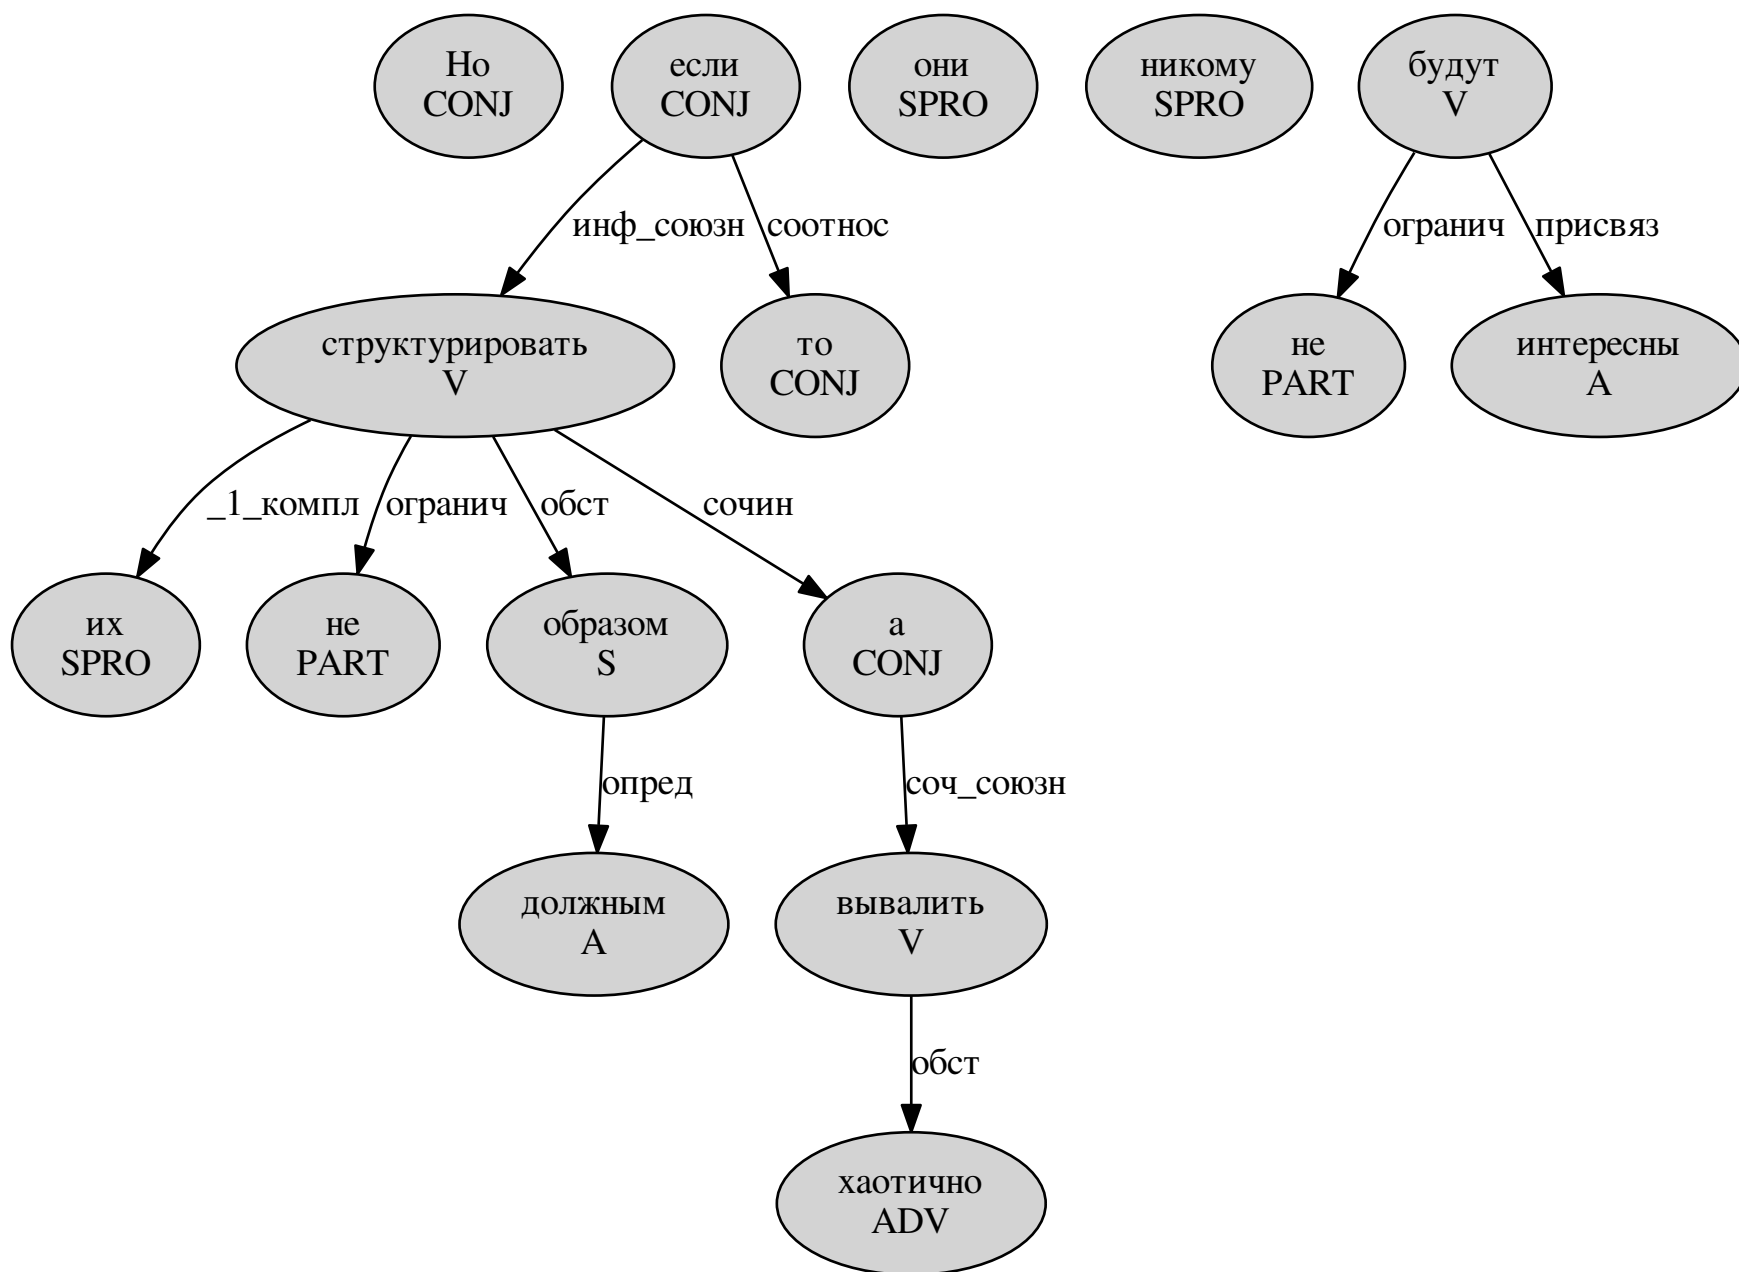 Но
CONJ
если
CONJ
они
SPRO
никому
SPRO
будут
V
инф_союзн
соотнос
огранич
присвяз
структурировать
V
то
CONJ
не
PART
интересны
A
_1_компл
огранич
обст
сочин
их
SPRO
не
PART
образом
S
а
CONJ
опред
соч_союзн
должным
A
вывалить
V
обст
хаотично
ADV